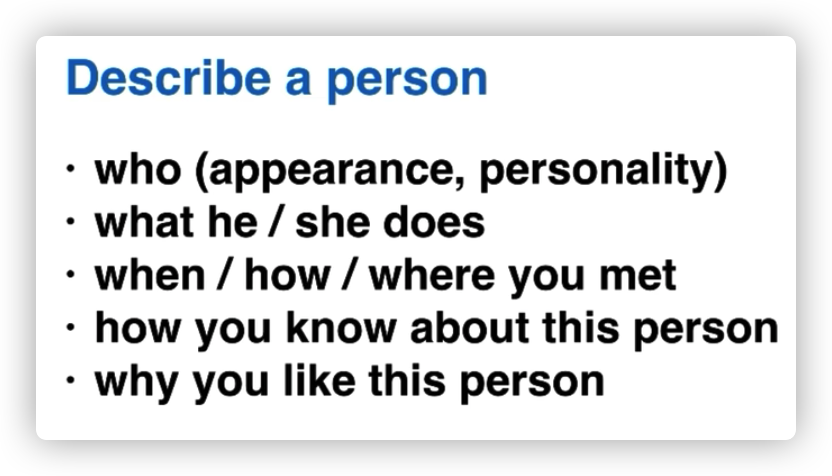 Describe a person
· who (appearance, personality)
· what he / she does
· when / how / where you met
· how you know about this person
· why you like this person